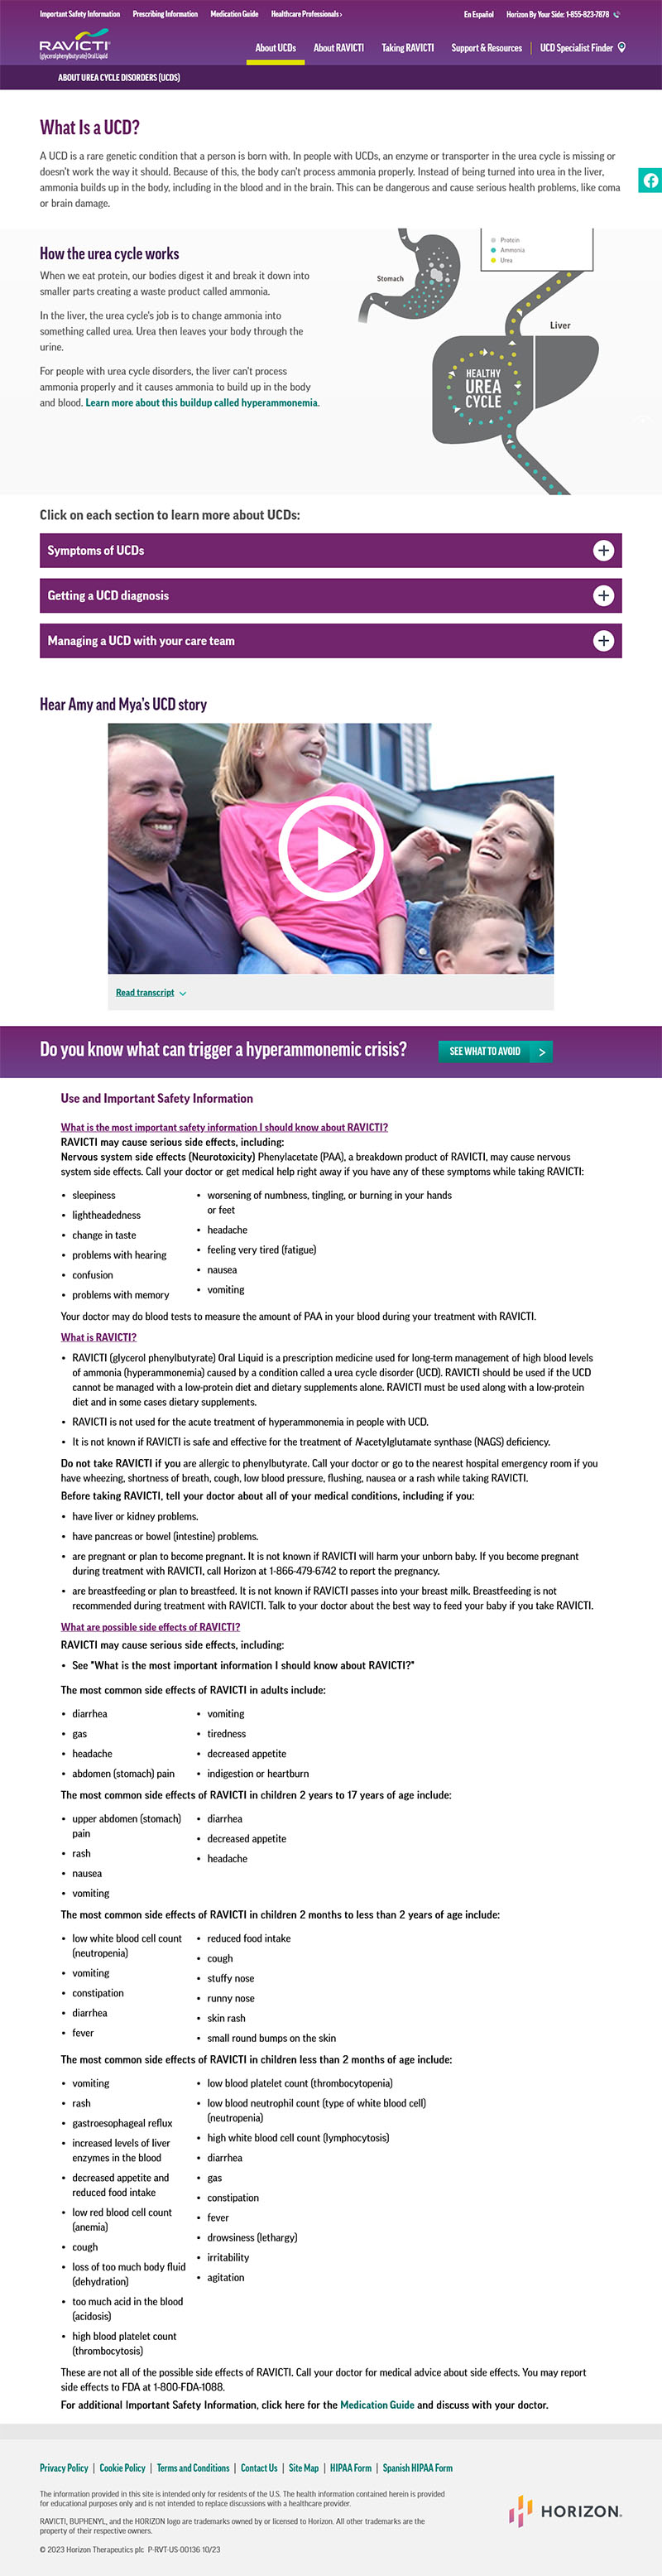 Important Safety Information Prescribing Information Medication Guide Healthcare Professionals ›
En Español Horizon By Your Side: 1-855-823-7878
RAVICTI®
(glycerol phenylbutyrate) Oral Liquid
About UCDs About RAVICTI Taking RAVICTI Support & Resources UCD Specialist Finder
ABOUT UREA CYCLE DISORDERS (UCDS)
What Is a UCD?
A UCD is a rare genetic condition that a person is born with. In people with UCDs, an enzyme or transporter in the urea cycle is missing or
doesn't work the way it should. Because of this, the body can't process ammonia properly. Instead of being turned into urea in the liver,
ammonia builds up in the body, including in the blood and in the brain. This can be dangerous and cause serious health problems, like coma
or brain damage.
How the urea cycle works
When we eat protein, our bodies digest it and break it down into
smaller parts creating a waste product called ammonia.
In the liver, the urea cycle's job is to change ammonia into
something called urea. Urea then leaves your body through the
urine.
For people with urea cycle disorders, the liver can't process
ammonia properly and it causes ammonia to build up in the body
and blood. Learn more about this buildup called hyperammonemia.
Protein
Ammonia
Urea
Stomach
Liver
HEALTHY
UREA
CYCLE
Click on each section to learn more about UCDs:
Symptoms of UCDs
Getting a UCD diagnosis
Managing a UCD with your care team
Hear Amy and Mya's UCD story
Read transcript
Do you know what can trigger a hyperammonemic crisis?
SEE WHAT TO AVOID >
Use and Important Safety Information
What is the most important safety information I should know about RAVICTI?
RAVICTI may cause serious side effects, including:
Nervous system side effects (Neurotoxicity) Phenylacetate (PAA), a breakdown product of RAVICTI, may cause nervous
system side effects. Call your doctor or get medical help right away if you have any of these symptoms while taking RAVICTI:
• sleepiness
• lightheadedness
• change in taste
• problems with hearing
• confusion
• problems with memory
• worsening of numbness, tingling, or burning in your hands
or feet
• headache
• feeling very tired (fatigue)
• nausea
• vomiting
Your doctor may do blood tests to measure the amount of PAA in your blood during your treatment with RAVICTI.
What is RAVICTI?
• RAVICTI (glycerol phenylbutyrate) Oral Liquid is a prescription medicine used for long-term management of high blood levels
of ammonia (hyperammonemia) caused by a condition called a urea cycle disorder (UCD). RAVICTI should be used if the UCD
cannot be managed with a low-protein diet and dietary supplements alone. RAVICTI must be used along with a low-protein
diet and in some cases dietary supplements.
• RAVICTI is not used for the acute treatment of hyperammonemia in people with UCD.
• It is not known if RAVICTI is safe and effective for the treatment of N-acetylglutamate synthase (NAGS) deficiency.
Do not take RAVICTI if you are allergic to phenylbutyrate. Call your doctor or go to the nearest hospital emergency room if you
have wheezing, shortness of breath, cough, low blood pressure, flushing, nausea or a rash while taking RAVICTI.
Before taking RAVICTI, tell your doctor about all of your medical conditions, including if you:
• have liver or kidney problems.
• have pancreas or bowel (intestine) problems.
• are pregnant or plan to become pregnant. It is not known if RAVICTI will harm your unborn baby. If you become pregnant
during treatment with RAVICTI, call Horizon at 1-866-479-6742 to report the pregnancy.
• are breastfeeding or plan to breastfeed. It is not known if RAVICTI passes into your breast milk. Breastfeeding is not
recommended during treatment with RAVICTI. Talk to your doctor about the best way to feed your baby if you take RAVICTI.
What are possible side effects of RAVICTI?
RAVICTI may cause serious side effects, including:
• See "What is the most important information I should know about RAVICTI?"
The most common side effects of RAVICTI in adults include:
• diarrhea
• gas
• headache
• abdomen (stomach) pain
• vomiting
• tiredness
• decreased appetite
• indigestion or heartburn
The most common side effects of RAVICTI in children 2 years to 17 years of age include:
• upper abdomen (stomach)
pain
• rash
• nausea
• vomiting
• diarrhea
• decreased appetite
• headache
The most common side effects of RAVICTI in children 2 months to less than 2 years of age include:
• low white blood cell count
(neutropenia)
• vomiting
• constipation
• diarrhea
• fever
• reduced food intake
• cough
• stuffy nose
• runny nose
• skin rash
• small round bumps on the skin
The most common side effects of RAVICTI in children less than 2 months of age include:
• vomiting
• rash
• gastroesophageal reflux
• increased levels of liver
enzymes in the blood
• decreased appetite and
reduced food intake
• low red blood cell count
(anemia)
• cough
• loss of too much body fluid
(dehydration)
• too much acid in the blood
(acidosis)
• high blood platelet count
(thrombocytosis)
• low blood platelet count (thrombocytopenia)
• low blood neutrophil count (type of white blood cell)
(neutropenia)
• high white blood cell count (lymphocytosis)
• diarrhea
• gas
• constipation
• fever
• drowsiness (lethargy)
• irritability
• agitation
These are not all of the possible side effects of RAVICTI. Call your doctor for medical advice about side effects. You may report
side effects to FDA at 1-800-FDA-1088.
For additional Important Safety Information, click here for the Medication Guide and discuss with your doctor.
Privacy Policy | Cookie Policy | Terms and Conditions | Contact Us | Site Map | HIPAA Form | Spanish HIPAA Form
The information provided in this site is intended only for residents of the U.S. The health information contained herein is provided
for educational purposes only and is not intended to replace discussions with a healthcare provider.
RAVICTI, BUPHENYL, and the HORIZON logo are trademarks owned by or licensed to Horizon. All other trademarks are the
property of their respective owners.
© 2023 Horizon Therapeutics plc P-RVT-US-00136 10/23
HORIZON.